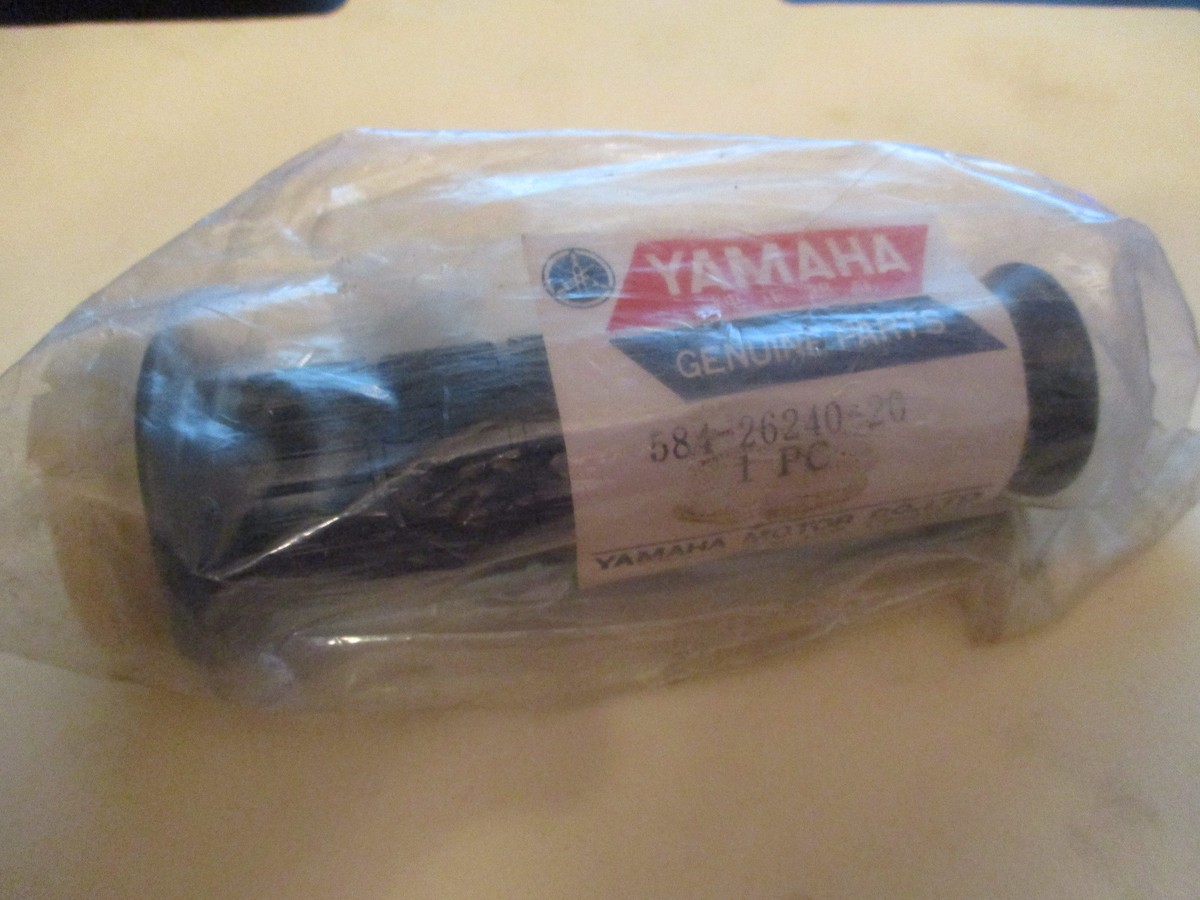 YAMAHA
GENUINE PARTS
584-26240-20
1 PC
YAMAHA MOTOR CO., LTD.